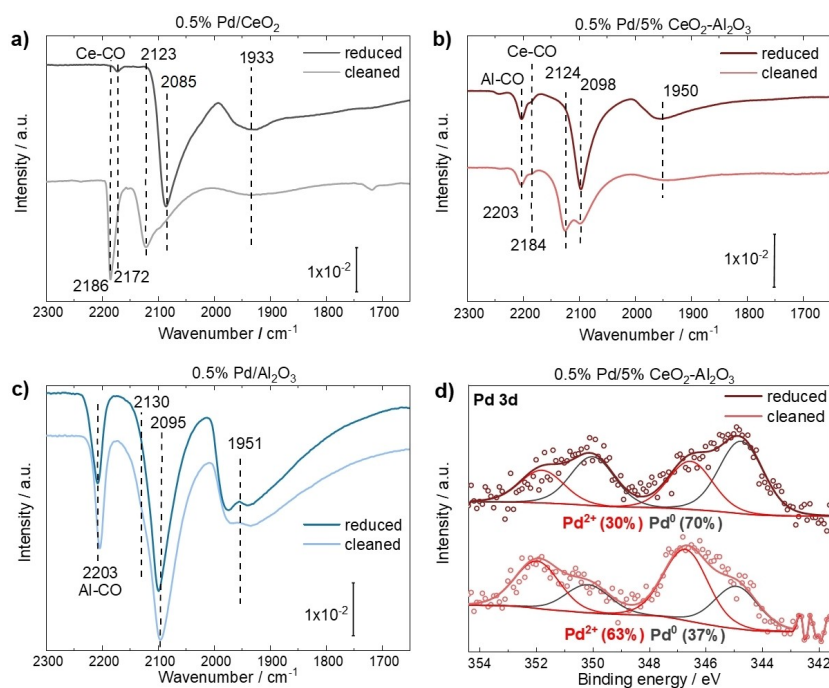 0.5% Pd/CeO₂
a)
Ce-CO
2123
2085
1933
reduced
cleaned
2186
2172
1x10⁻²
Intensity / a.u.
2300 2200 2100 2000 1900 1800 1700
Wavenumber / cm⁻¹
0.5% Pd/5% CeO₂-Al₂O₃
b)
Ce-CO
Al-CO
2124
2098
1950
reduced
cleaned
2203
2184
1x10⁻²
Intensity / a.u.
2300 2200 2100 2000 1900 1800 1700
Wavenumber / cm⁻¹
0.5% Pd/Al₂O₃
c)
2130
2095
1951
reduced
cleaned
2203
Al-CO
1x10⁻²
Intensity / a.u.
2300 2200 2100 2000 1900 1800 1700
Wavenumber / cm⁻¹
0.5% Pd/5% CeO₂-Al₂O₃
d)
Pd 3d
reduced
cleaned
Pd²⁺ (30%) Pd⁰ (70%)
Pd²⁺ (63%) Pd⁰ (37%)
Intensity / a.u.
354 352 350 348 346 344 342
Binding energy / eV